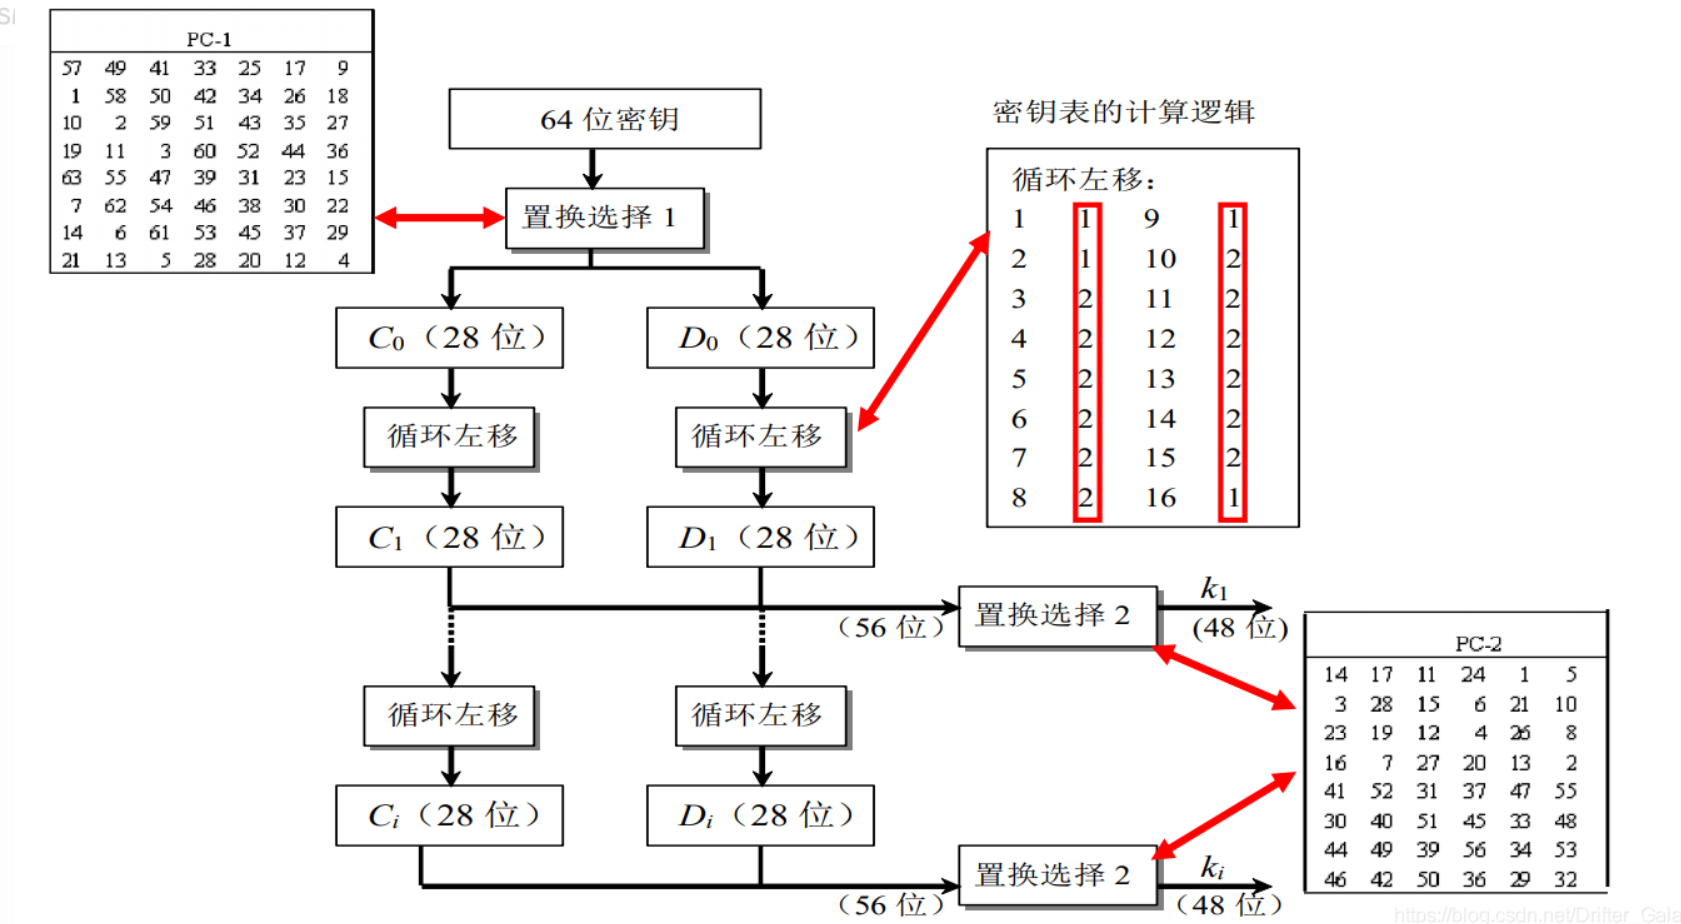 PC-1
57 49 41 33 25 17 9
1 58 50 42 34 26 18
10 2 59 51 43 35 27
19 11 3 60 52 44 36
63 55 47 39 31 23 15
7 62 54 46 38 30 22
14 6 61 53 45 37 29
21 13 5 28 20 12 4
64 位密钥
置换选择 1
C0（28 位）
D0（28 位）
循环左移
循环左移
C1（28 位）
D1（28 位）
密钥表的计算逻辑
循环左移：
1 1 9 1
2 1 10 2
3 2 11 2
4 2 12 2
5 2 13 2
6 2 14 2
7 2 15 2
8 2 16 1
（56 位）
置换选择 2
k1
(48 位)
循环左移
循环左移
Ci（28 位）
Di（28 位）
（56 位）
置换选择 2
ki
（48 位）
PC-2
14 17 11 24 1 5
3 28 15 6 21 10
23 19 12 4 26 8
16 7 27 20 13 2
41 52 31 37 47 55
30 40 51 45 33 48
44 49 39 56 34 53
46 42 50 36 29 32
https://blog.csdn.net/Drifter_Gala